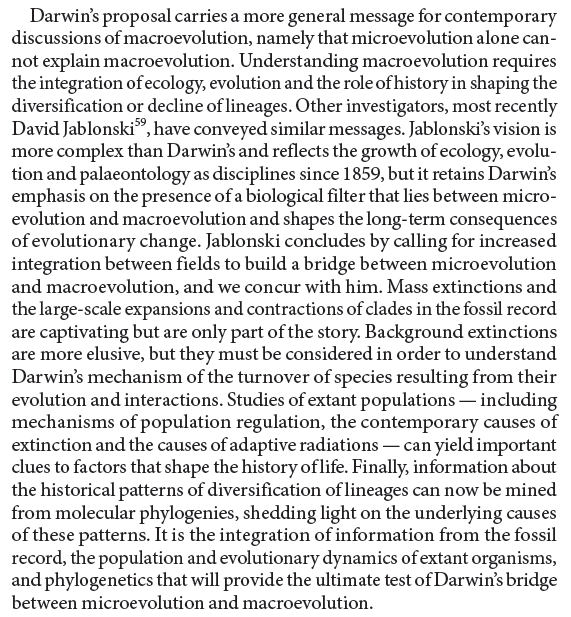 Darwin's proposal carries a more general message for contemporary
discussions of macroevolution, namely that microevolution alone can-
not explain macroevolution. Understanding macroevolution requires
the integration of ecology, evolution and the role of history in shaping the
diversification or decline of lineages. Other investigators, most recently
David Jablonski⁵⁹, have conveyed similar messages. Jablonski's vision is
more complex than Darwin's and reflects the growth of ecology, evolu-
tion and palaeontology as disciplines since 1859, but it retains Darwin's
emphasis on the presence of a biological filter that lies between micro-
evolution and macroevolution and shapes the long-term consequences
of evolutionary change. Jablonski concludes by calling for increased
integration between fields to build a bridge between microevolution
and macroevolution, and we concur with him. Mass extinctions and
the large-scale expansions and contractions of clades in the fossil record
are captivating but are only part of the story. Background extinctions
are more elusive, but they must be considered in order to understand
Darwin's mechanism of the turnover of species resulting from their
evolution and interactions. Studies of extant populations — including
mechanisms of population regulation, the contemporary causes of
extinction and the causes of adaptive radiations — can yield important
clues to factors that shape the history of life. Finally, information about
the historical patterns of diversification of lineages can now be mined
from molecular phylogenies, shedding light on the underlying causes
of these patterns. It is the integration of information from the fossil
record, the population and evolutionary dynamics of extant organisms,
and phylogenetics that will provide the ultimate test of Darwin's bridge
between microevolution and macroevolution.